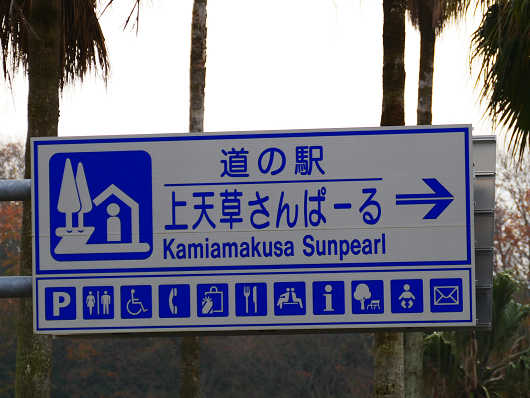 道の駅
上天草さんぱーる
Kamiamakusa Sunpearl
P i